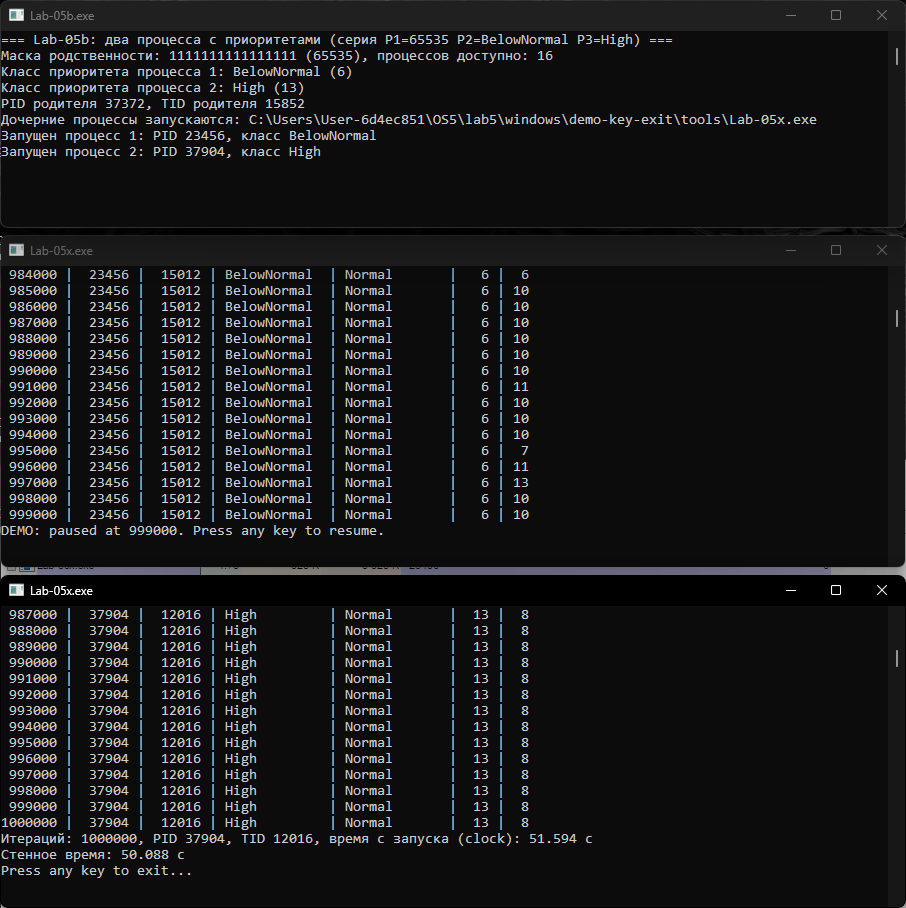 Lab-05b.exe
=== Lab-05b: два процесса с приоритетами (серия P1=65535 P2=BelowNormal P3=High) ===
Маска родственности: 1111111111111111 (65535), процессов доступно: 16
Класс приоритета процесса 1: BelowNormal (6)
Класс приоритета процесса 2: High (13)
PID родителя 37372, TID родителя 15852
Дочерние процессы запускаются: C:\Users\User-6d4ec851\OS5\lab5\windows\demo-key-exit\tools\Lab-05x.exe
Запущен процесс 1: PID 23456, класс BelowNormal
Запущен процесс 2: PID 37904, класс High
Lab-05x.exe
984000 | 23456 | 15012 | BelowNormal | Normal | 6 | 6
985000 | 23456 | 15012 | BelowNormal | Normal | 6 | 10
986000 | 23456 | 15012 | BelowNormal | Normal | 6 | 10
987000 | 23456 | 15012 | BelowNormal | Normal | 6 | 10
988000 | 23456 | 15012 | BelowNormal | Normal | 6 | 10
989000 | 23456 | 15012 | BelowNormal | Normal | 6 | 10
990000 | 23456 | 15012 | BelowNormal | Normal | 6 | 10
991000 | 23456 | 15012 | BelowNormal | Normal | 6 | 11
992000 | 23456 | 15012 | BelowNormal | Normal | 6 | 10
993000 | 23456 | 15012 | BelowNormal | Normal | 6 | 10
994000 | 23456 | 15012 | BelowNormal | Normal | 6 | 10
995000 | 23456 | 15012 | BelowNormal | Normal | 6 | 7
996000 | 23456 | 15012 | BelowNormal | Normal | 6 | 11
997000 | 23456 | 15012 | BelowNormal | Normal | 6 | 13
998000 | 23456 | 15012 | BelowNormal | Normal | 6 | 10
999000 | 23456 | 15012 | BelowNormal | Normal | 6 | 10
DEMO: paused at 999000. Press any key to resume.
Lab-05x.exe
987000 | 37904 | 12016 | High | Normal | 13 | 8
988000 | 37904 | 12016 | High | Normal | 13 | 8
989000 | 37904 | 12016 | High | Normal | 13 | 8
990000 | 37904 | 12016 | High | Normal | 13 | 8
991000 | 37904 | 12016 | High | Normal | 13 | 8
992000 | 37904 | 12016 | High | Normal | 13 | 8
993000 | 37904 | 12016 | High | Normal | 13 | 8
994000 | 37904 | 12016 | High | Normal | 13 | 8
995000 | 37904 | 12016 | High | Normal | 13 | 8
996000 | 37904 | 12016 | High | Normal | 13 | 8
997000 | 37904 | 12016 | High | Normal | 13 | 8
998000 | 37904 | 12016 | High | Normal | 13 | 8
999000 | 37904 | 12016 | High | Normal | 13 | 8
1000000 | 37904 | 12016 | High | Normal | 13 | 8
Итераций: 1000000, PID 37904, TID 12016, время с запуска (clock): 51.594 с
Стенное время: 50.088 с
Press any key to exit...